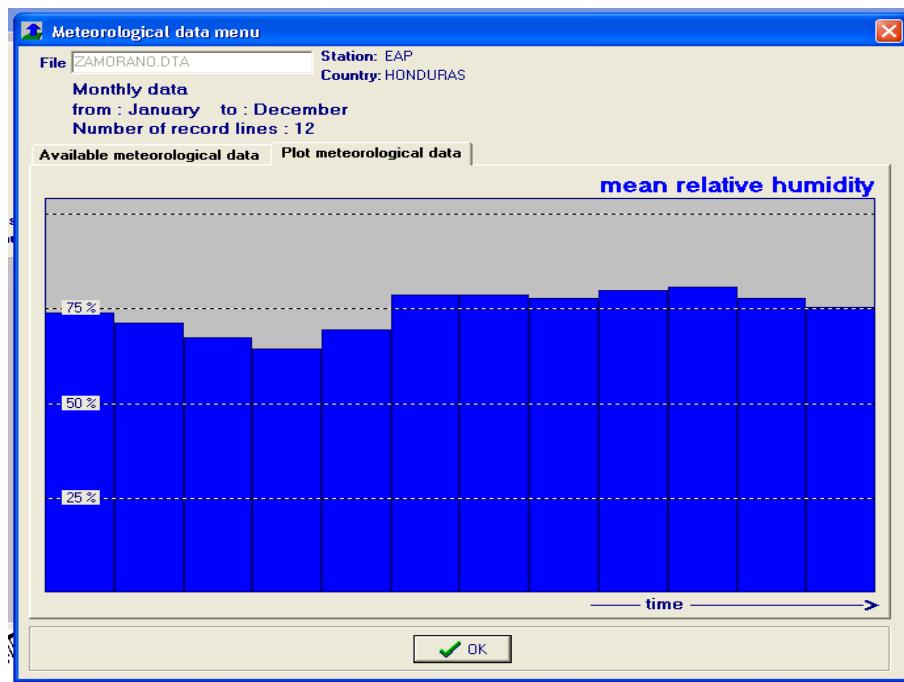 Meteorological data menu
File ZAMORANO.DTA
Station: EAP
Country: HONDURAS
Monthly data
from : January to : December
Number of record lines : 12
Available meteorological data
Plot meteorological data
mean relative humidity
75 %
50 %
25 %
time
OK